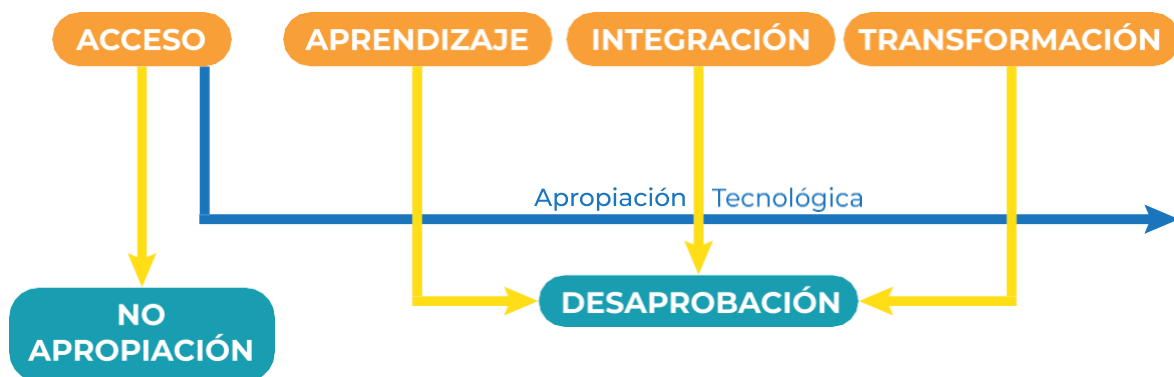 ACCESO
APRENDIZAJE
INTEGRACIÓN
TRANSFORMACIÓN
Apropiación Tecnológica
DESAPROBACIÓN
NO
APROPIACIÓN